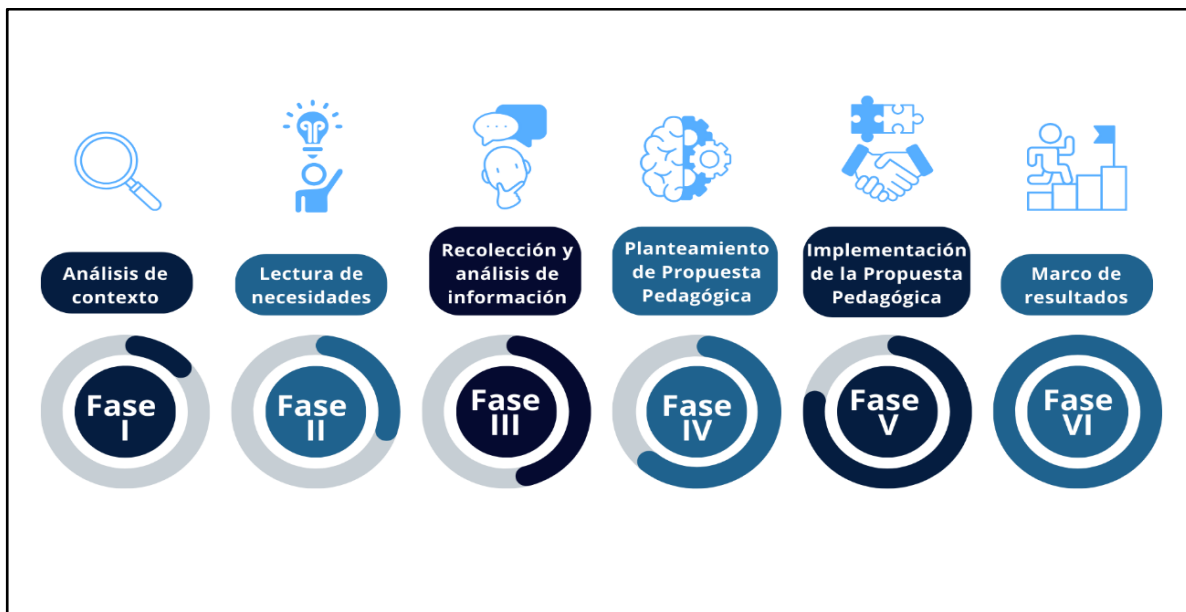 Análisis de
contexto
Lectura de
necesidades
Recolección y
análisis de
información
Planteamiento
de Propuesta
Pedagógica
Implementación
de la Propuesta
Pedagógica
Marco de
resultados
Fase
I
Fase
II
Fase
III
Fase
IV
Fase
V
Fase
VI